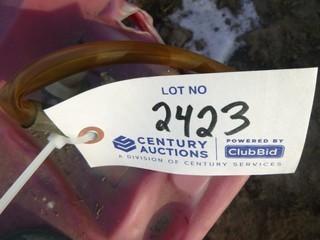 LOT NO
2423
CENTURY AUCTIONS
A DIVISION OF CENTURY SERVICES
POWERED BY
ClubBid